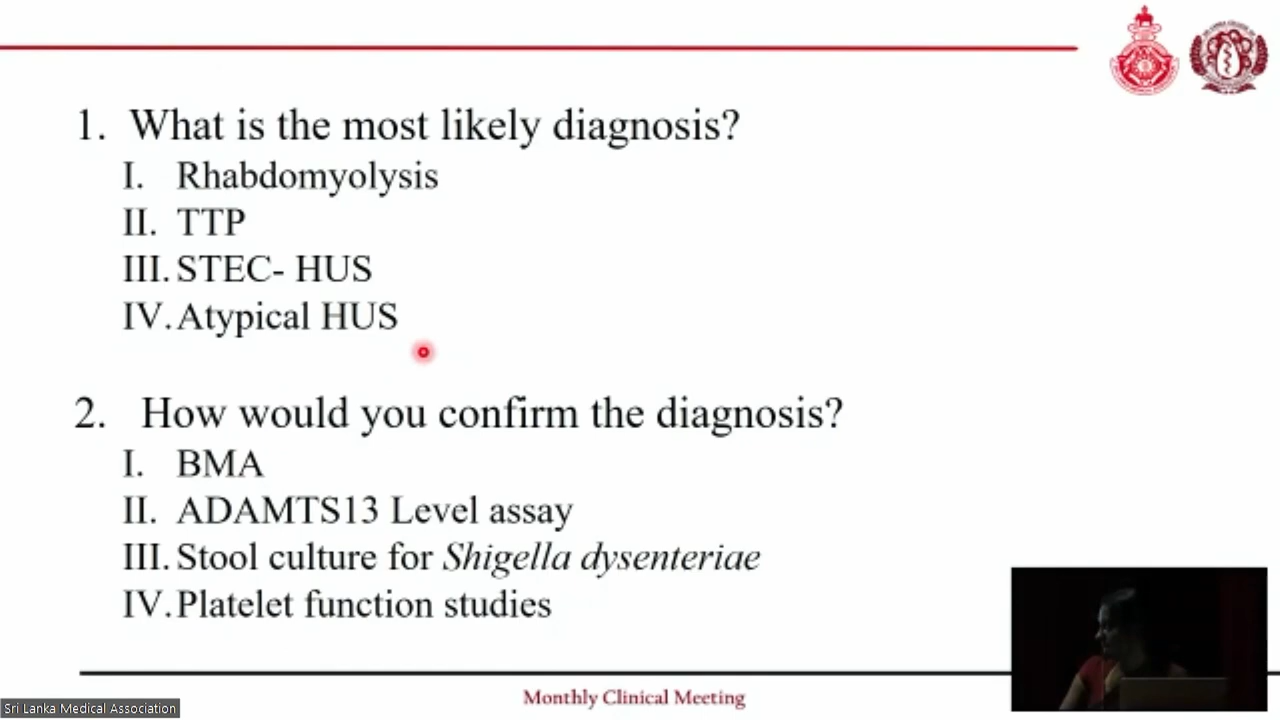 1. What is the most likely diagnosis?
I. Rhabdomyolysis
II. TTP
III. STEC- HUS
IV. Atypical HUS
2. How would you confirm the diagnosis?
I. BMA
II. ADAMTS13 Level assay
III. Stool culture for Shigella dysenteriae
IV. Platelet function studies
Monthly Clinical Meeting
Sri Lanka Medical Association